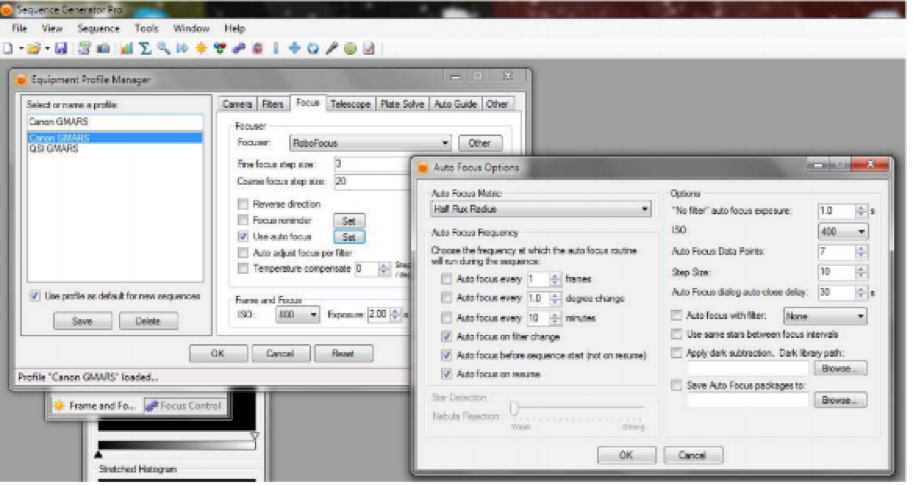 Sequence Generator Pro
File View Sequence Tools Window Help
Equipment Profile Manager
Select or name a profile:
Canon GMARS
Canon GMARS
QSI GMARS
Use profile as default for new sequences
Save Delete
Camera Filters Focus Telescope Plate Solve Auto Guide Other
Focuser
Focuser: RoboFocus Other
Fine focus step size: 3
Coarse focus step size: 20
Reverse direction
Focus reminder Set
Use auto focus Set
Auto adjust focus per filter
Temperature compensate 0 Step
/ de
Frame and Focus
ISO: 800 Exposure: 2.00 s
OK Cancel Reset
Profile "Canon GMARS" loaded...
Frame and Fo... Focus Control
Stretched Histogram
Auto Focus Options
Auto Focus Metric
Half Flux Radius
Auto Focus Frequency
Choose the frequency at which the auto focus routine
will run during the sequence:
Auto focus every 1 frames
Auto focus every 1.0 degree change
Auto focus every 10 minutes
Auto focus on filter change
Auto focus before sequence start (not on resume)
Auto focus on resume
Star Detection
Nebula Rejection:
Weak Strong
Options
"No filter" auto focus exposure: 1.0 s
ISO 400
Auto Focus Data Points: 7
Step Size: 10
Auto Focus dialog auto-close delay: 30 s
Auto focus with filter: None
Use same stars between focus intervals
Apply dark subtraction. Dark library path:
Browse...
Save Auto Focus packages to:
Browse...
OK Cancel